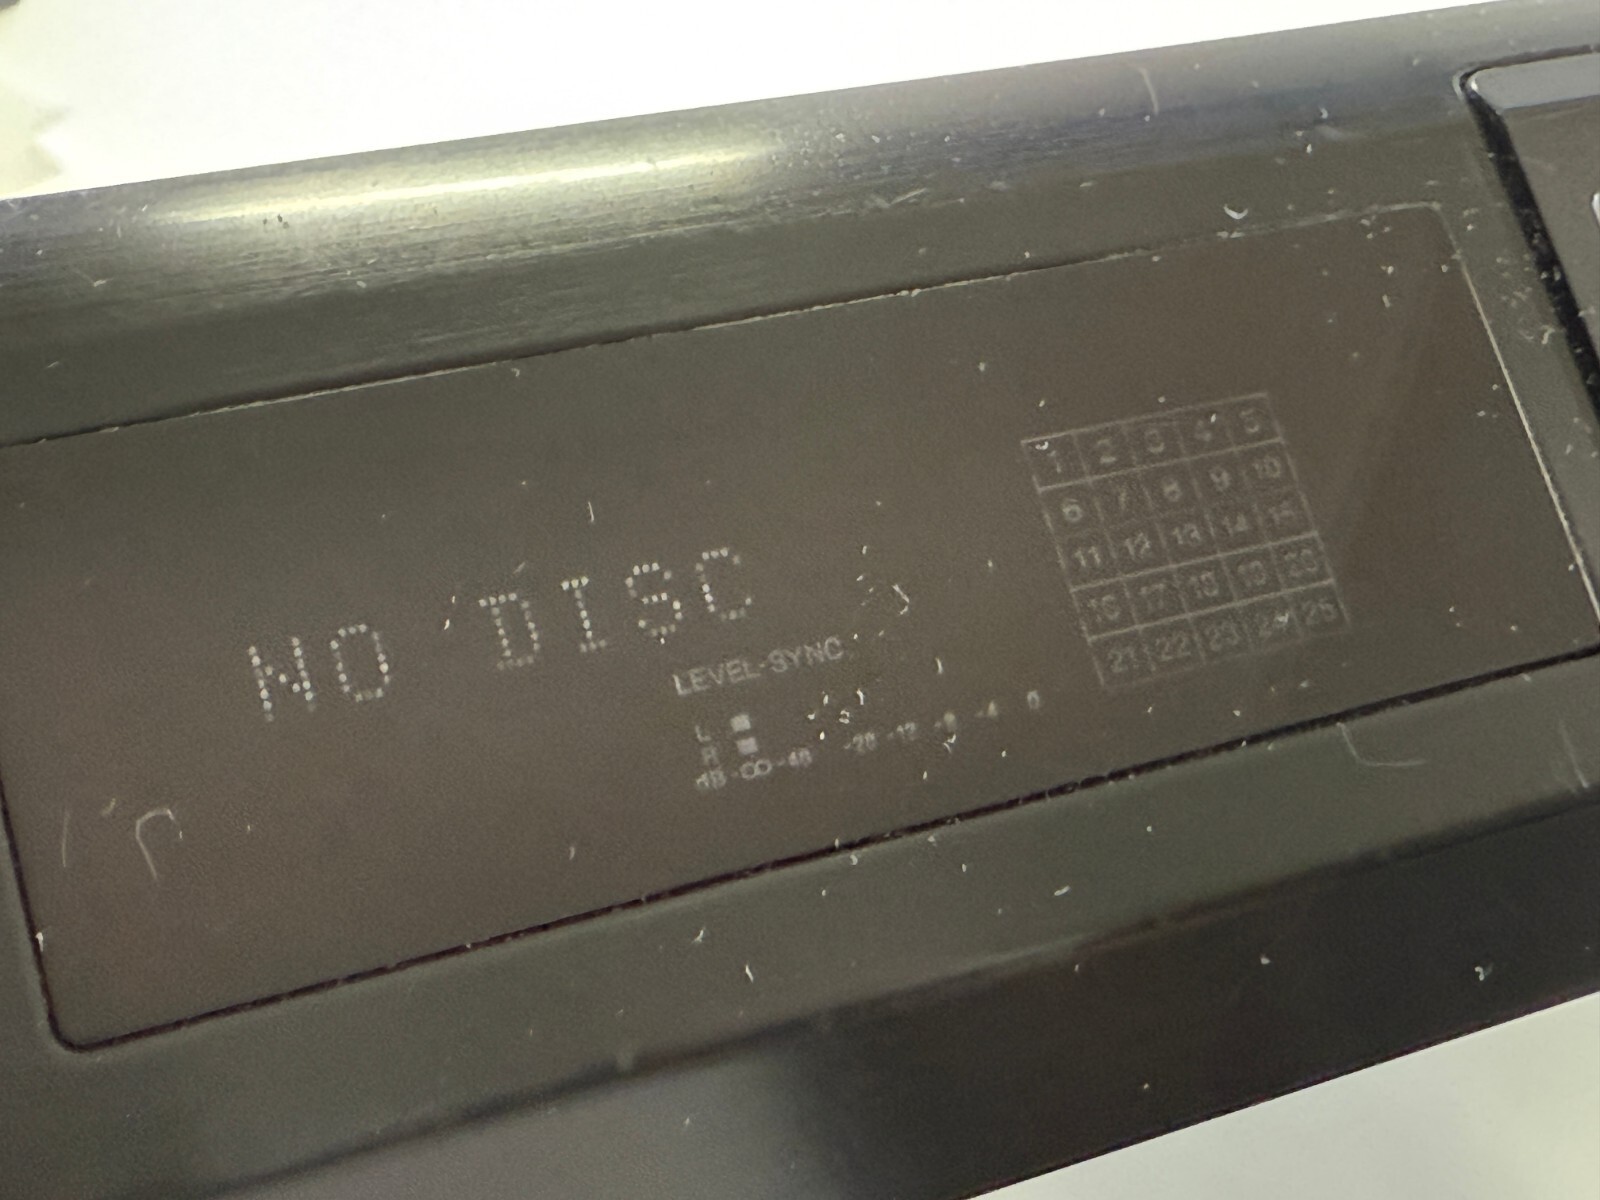 NO DISC
LEVEL-SYNC
L
R
dB -∞ -40 -20 -12 -8 -4 0
1 2 3 4 5
6 7 8 9 10
11 12 13 14 15
16 17 18 19 20
21 22 23 24 25